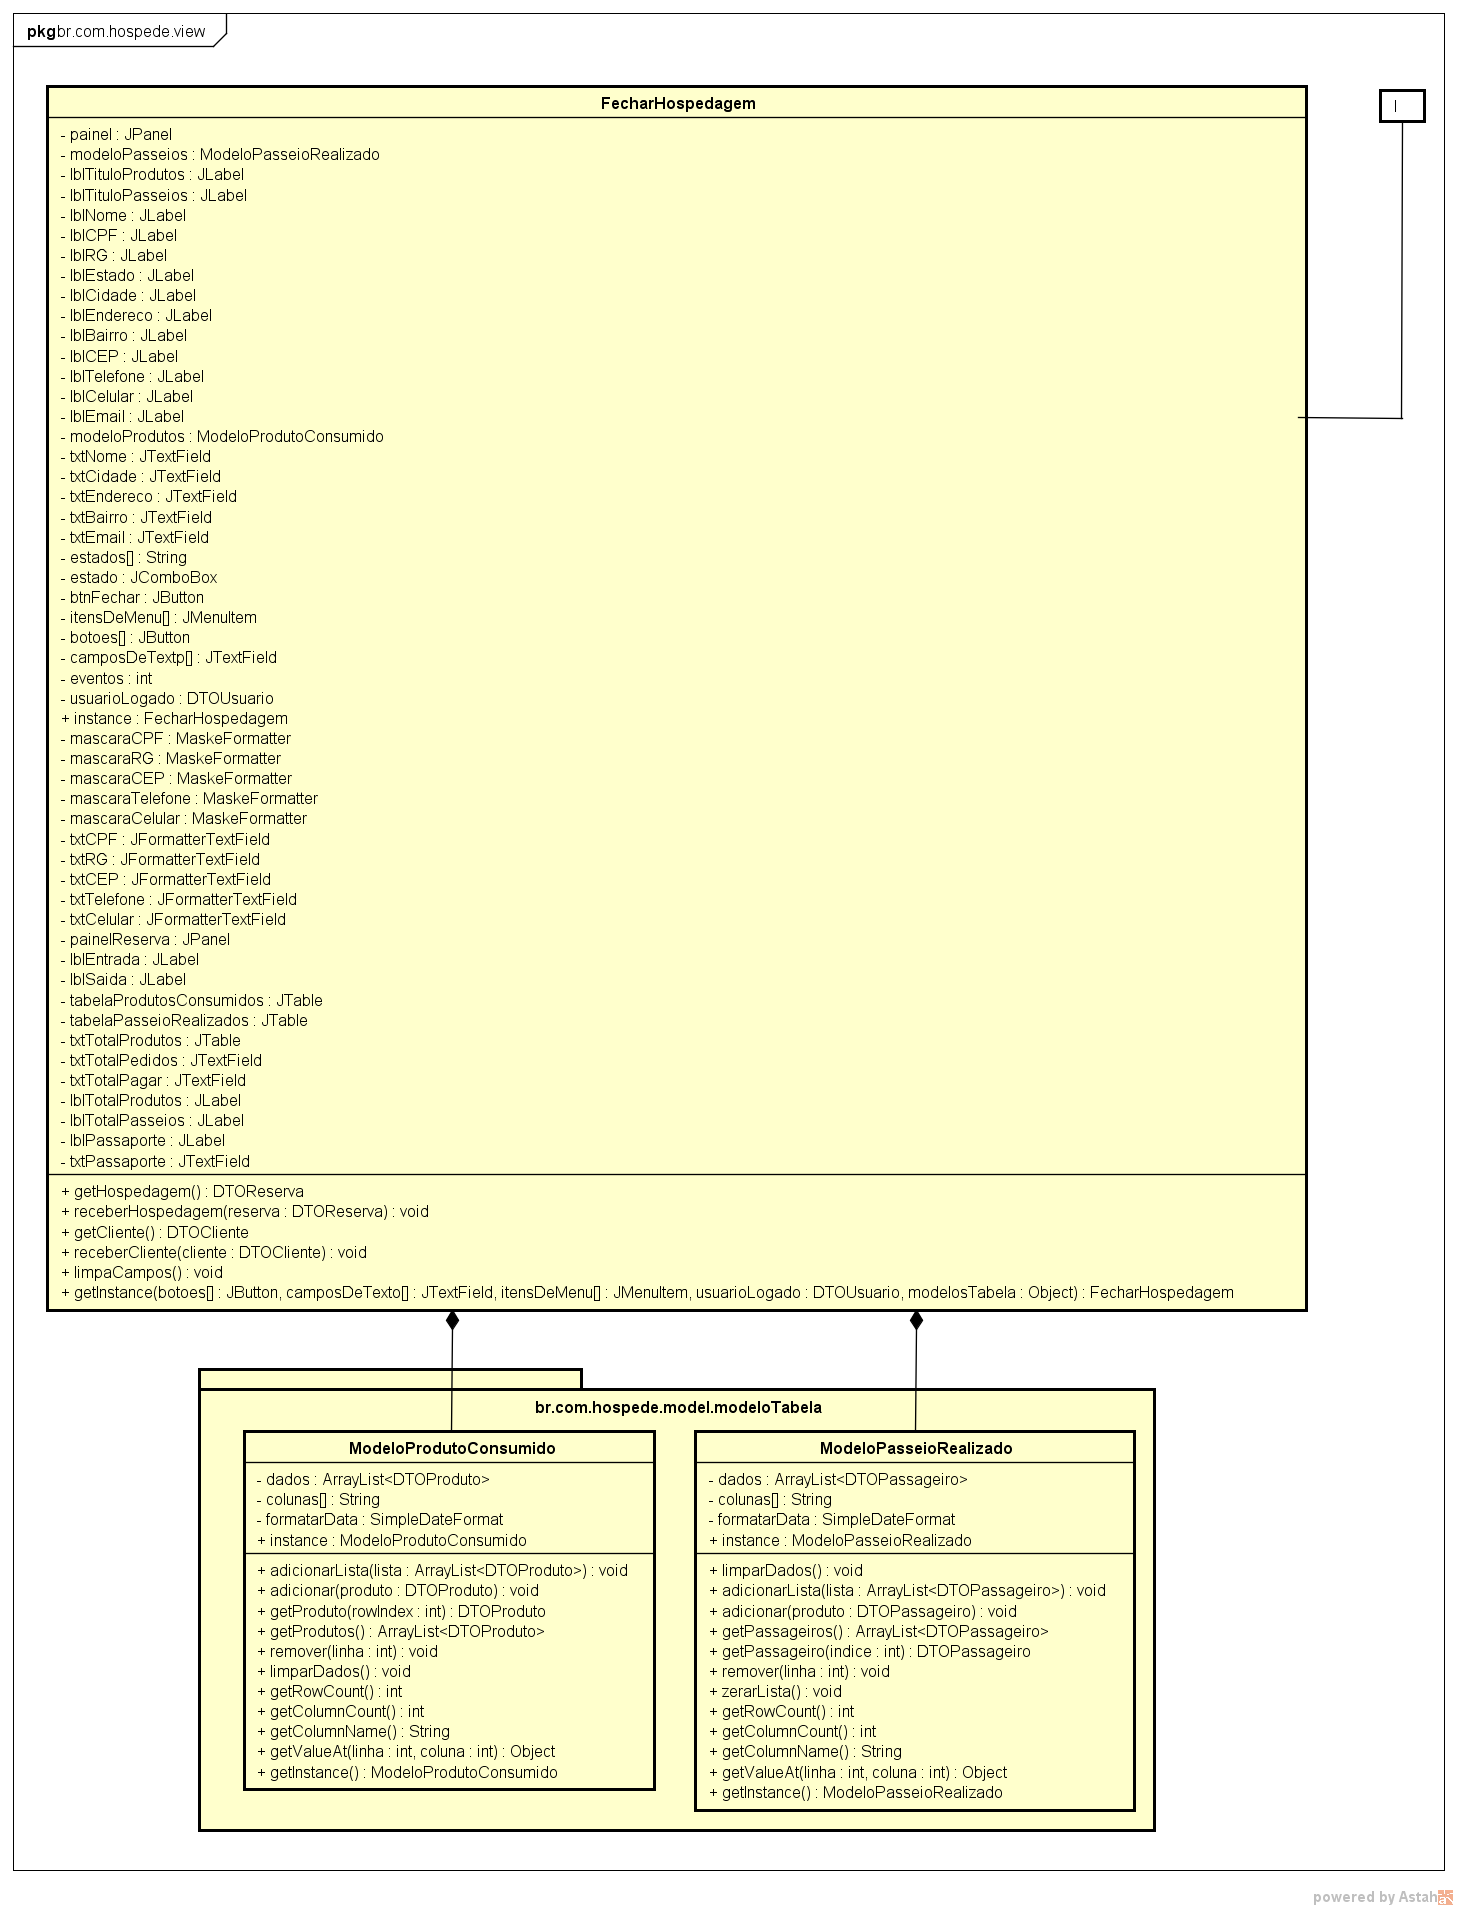 pkg br.com.hospede.view
FecharHospedagem
I
- painel : JPanel
- modeloPasseios : ModeloPasseioRealizado
- lblTituloProdutos : JLabel
- lblTituloPasseios : JLabel
- lblNome : JLabel
- lblCPF : JLabel
- lblRG : JLabel
- lblEstado : JLabel
- lblCidade : JLabel
- lblEndereco : JLabel
- lblBairro : JLabel
- lblCEP : JLabel
- lblTelefone : JLabel
- lblCelular : JLabel
- lblEmail : JLabel
- modeloProdutos : ModeloProdutoConsumido
- txtNome : JTextField
- txtCidade : JTextField
- txtEndereco : JTextField
- txtBairro : JTextField
- txtEmail : JTextField
- estados[] : String
- estado : JComboBox
- btnFechar : JButton
- itensDeMenu[] : JMenuItem
- botoes[] : JButton
- camposDeTextp[] : JTextField
- eventos : int
- usuarioLogado : DTOUsuario
+ instance : FecharHospedagem
- mascaraCPF : MaskeFormatter
- mascaraRG : MaskeFormatter
- mascaraCEP : MaskeFormatter
- mascaraTelefone : MaskeFormatter
- mascaraCelular : MaskeFormatter
- txtCPF : JFormatterTextField
- txtRG : JFormatterTextField
- txtCEP : JFormatterTextField
- txtTelefone : JFormatterTextField
- txtCelular : JFormatterTextField
- painelReserva : JPanel
- lblEntrada : JLabel
- lblSaida : JLabel
- tabelaProdutosConsumidos : JTable
- tabelaPasseioRealizados : JTable
- txtTotalProdutos : JTable
- txtTotalPedidos : JTextField
- txtTotalPagar : JTextField
- lblTotalProdutos : JLabel
- lblTotalPasseios : JLabel
- lblPassaporte : JLabel
- txtPassaporte : JTextField
+ getHospedagem() : DTOReserva
+ receberHospedagem(reserva : DTOReserva) : void
+ getCliente() : DTOCliente
+ receberCliente(cliente : DTOCliente) : void
+ limpaCampos() : void
+ getInstance(botoes[] : JButton, camposDeTexto[] : JTextField, itensDeMenu[] : JMenuItem, usuarioLogado : DTOUsuario, modelosTabela : Object) : FecharHospedagem
br.com.hospede.model.modeloTabela
ModeloProdutoConsumido
- dados : ArrayList<DTOProduto>
- colunas[] : String
- formatarData : SimpleDateFormat
+ instance : ModeloProdutoConsumido
+ adicionarLista(lista : ArrayList<DTOProduto>) : void
+ adicionar(produto : DTOProduto) : void
+ getProduto(rowIndex : int) : DTOProduto
+ getProdutos() : ArrayList<DTOProduto>
+ remover(linha : int) : void
+ limparDados() : void
+ getRowCount() : int
+ getColumnCount() : int
+ getColumnName() : String
+ getValueAt(linha : int, coluna : int) : Object
+ getInstance() : ModeloProdutoConsumido
ModeloPasseioRealizado
- dados : ArrayList<DTOPassageiro>
- colunas[] : String
- formatarData : SimpleDateFormat
+ instance : ModeloPasseioRealizado
+ limparDados() : void
+ adicionarLista(lista : ArrayList<DTOPassageiro>) : void
+ adicionar(produto : DTOPassageiro) : void
+ getPassageiros() : ArrayList<DTOPassageiro>
+ getPassageiro(indice : int) : DTOPassageiro
+ remover(linha : int) : void
+ zerarLista() : void
+ getRowCount() : int
+ getColumnCount() : int
+ getColumnName() : String
+ getValueAt(linha : int, coluna : int) : Object
+ getInstance() : ModeloPasseioRealizado
powered by Astah